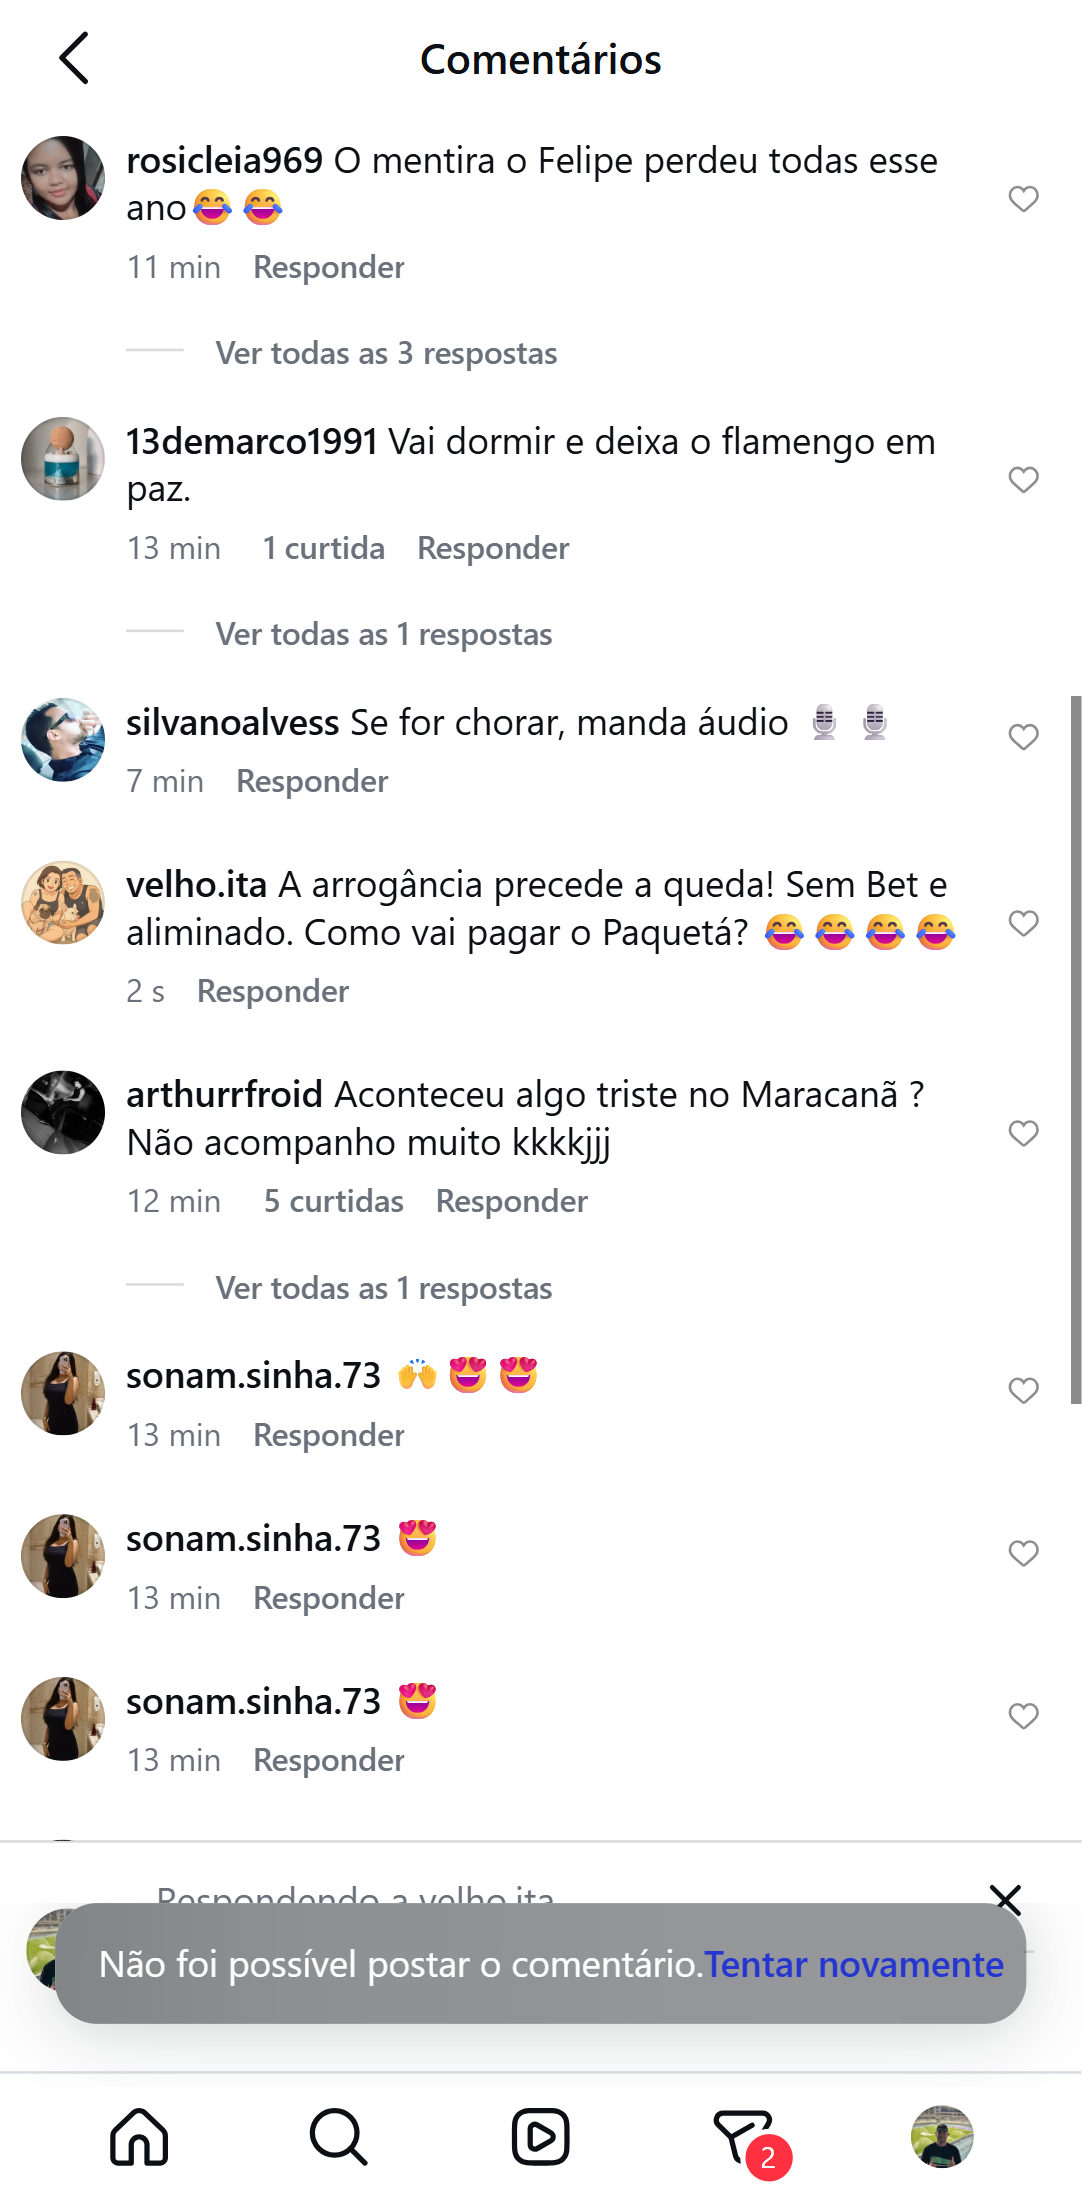 Comentários
rosicleia969 O mentira o Felipe perdeu todas esse
ano😂😂
11 min Responder
Ver todas as 3 respostas
13demarco1991 Vai dormir e deixa o flamengo em
paz.
13 min 1 curtida Responder
Ver todas as 1 respostas
silvanoalvess Se for chorar, manda áudio 🎙️🎙️
7 min Responder
velho.ita A arrogância precede a queda! Sem Bet e
aliminado. Como vai pagar o Paquetá? 😂😂😂😂
2 s Responder
arthurrfroid Aconteceu algo triste no Maracanã ?
Não acompanho muito kkkkjjj
12 min 5 curtidas Responder
Ver todas as 1 respostas
sonam.sinha.73 🙌😍😍
13 min Responder
sonam.sinha.73 😍
13 min Responder
sonam.sinha.73 😍
13 min Responder
Respondendo a velho.ita
Não foi possível postar o comentário.Tentar novamente
2